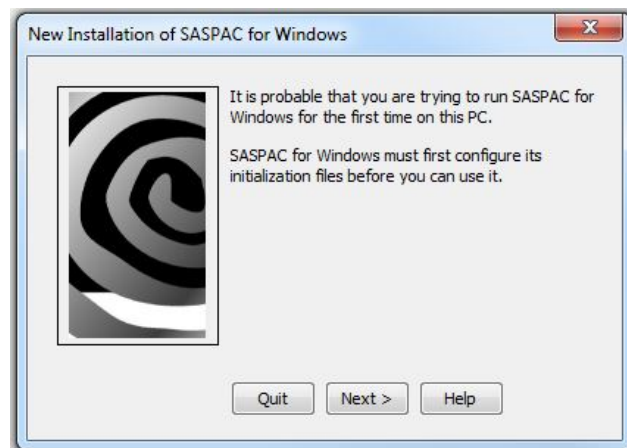 New Installation of SASPAC for Windows
It is probable that you are trying to run SASPAC for
Windows for the first time on this PC.
SASPAC for Windows must first configure its
initialization files before you can use it.
Quit
Next >
Help